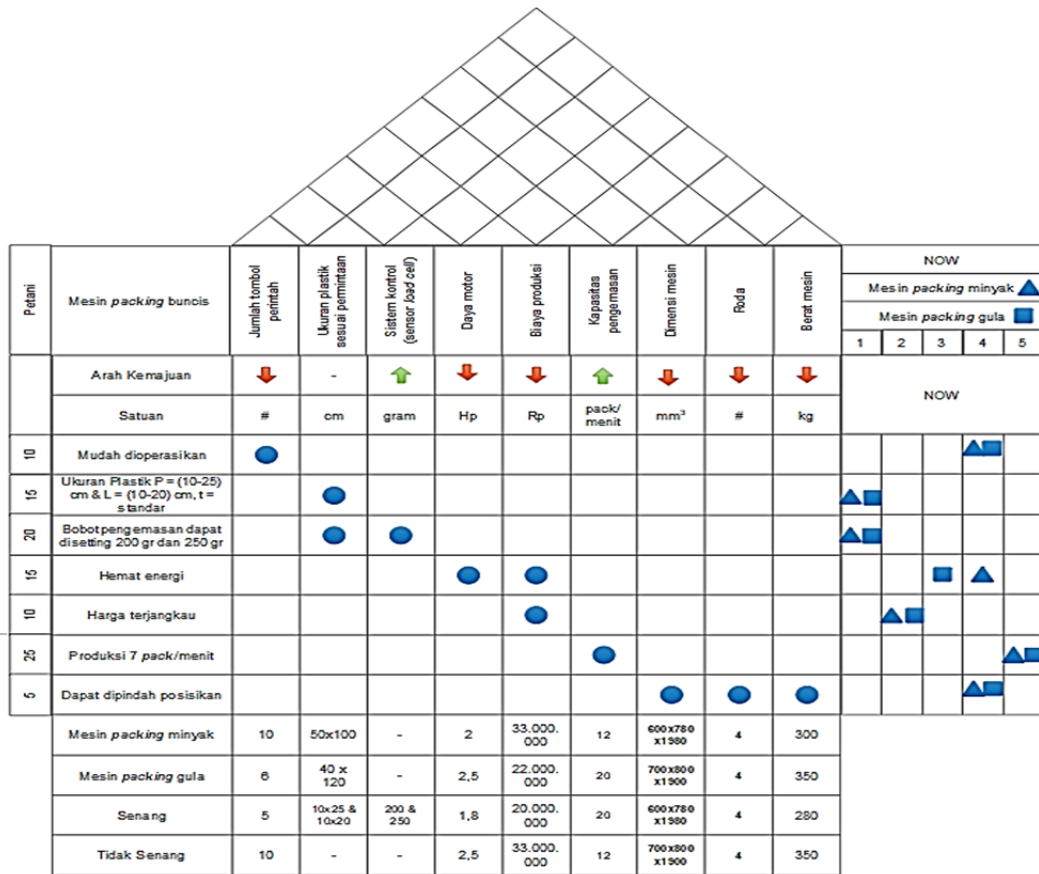 Petani
Mesin packing buncis
Jumlah tombol
perintah
Ukuran plastik
sesuai permintaan
Sistem kontrol
(sensor load cell)
Daya motor
Biaya produksi
Kapasitas
pengemasan
Dimensi mesin
Roda
Berat mesin
NOW
Mesin packing minyak
Mesin packing gula
1 2 3 4 5
Arah Kemajuan -
NOW
Satuan # cm gram Hp Rp pack/
menit mm³ # kg
10 Mudah dioperasikan
15 Ukuran Plastik P = (10-25)
cm & L = (10-20) cm, t =
standar
20 Bobot pengemasan dapat
disetting 200 gr dan 250 gr
15 Hemat energi
10 Harga terjangkau
25 Produksi 7 pack/menit
5 Dapat dipindah posisikan
Mesin packing minyak 10 50x100 - 2 33.000.
000 12 600x780
x1980 4 300
Mesin packing gula 6 40 x
120 - 2,5 22.000.
000 20 700x800
x1900 4 350
Senang 5 10x25 &
10x20 200 &
250 1,8 20.000.
000 20 600x780
x1980 4 280
Tidak Senang 10 - - 2,5 33.000.
000 12 700x800
x1900 4 350